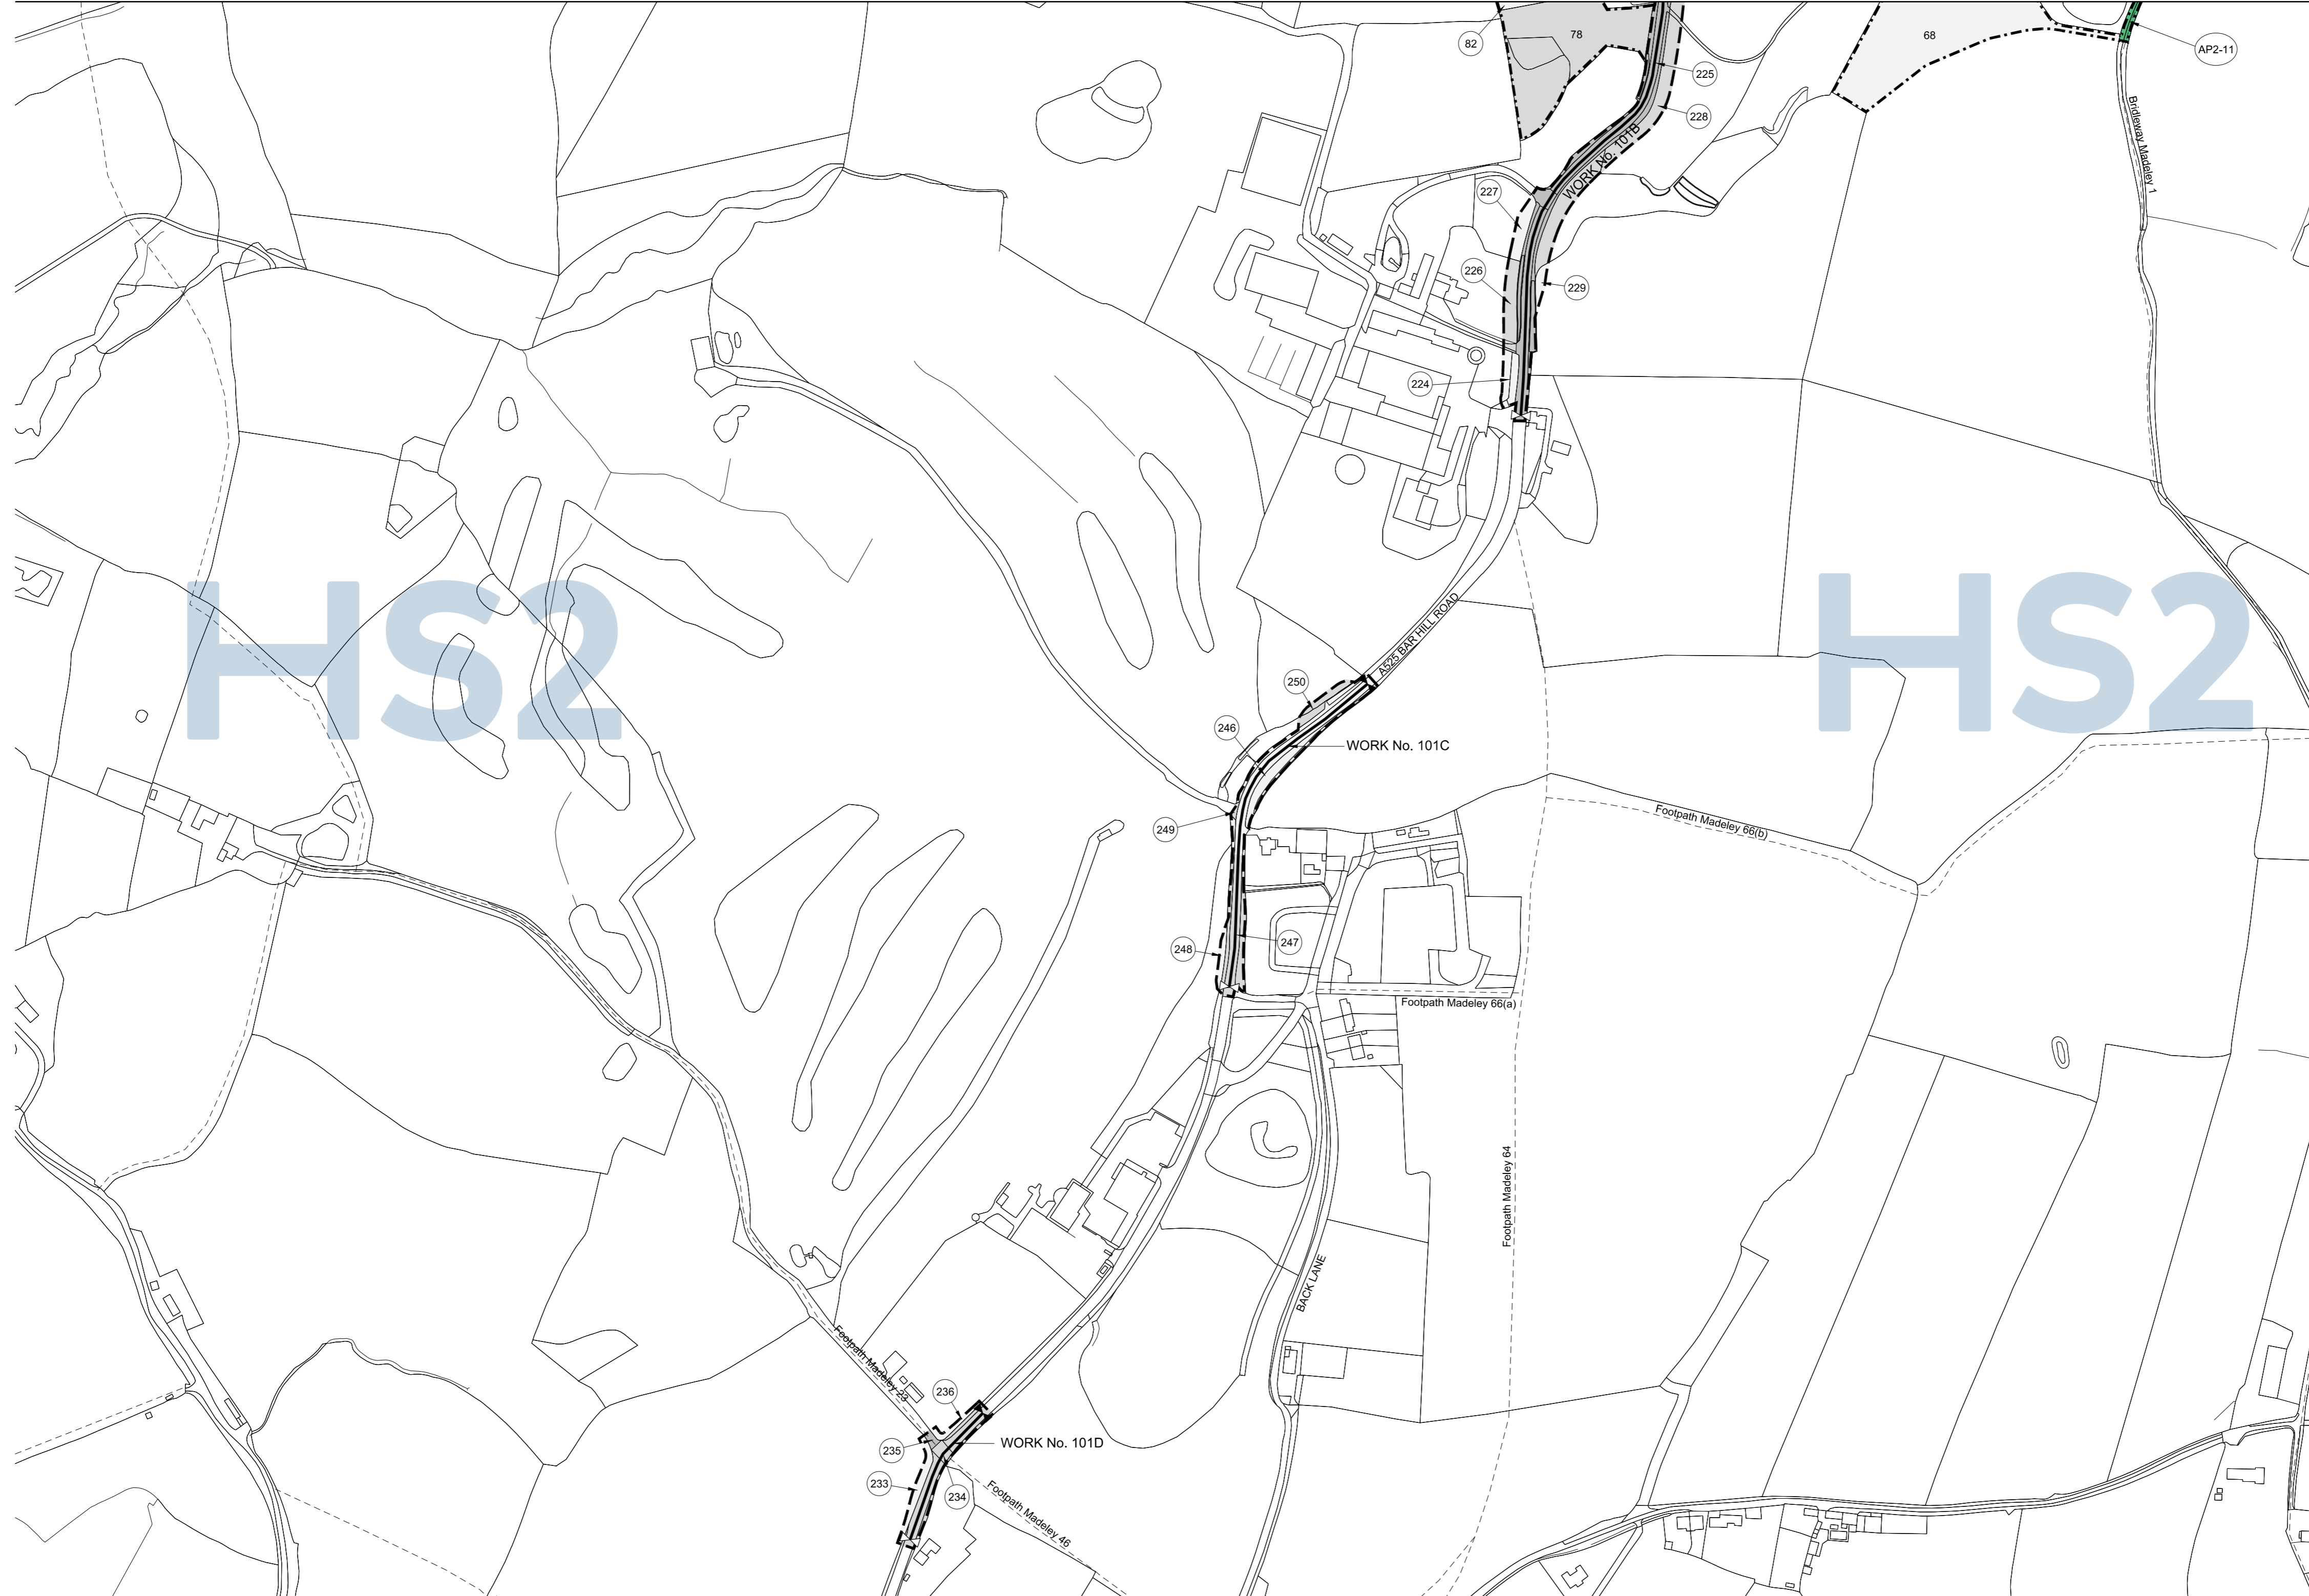 82
78
68
AP2-11
225
228
Bridleway Madeley 1
WORK No. 101B
227
226
229
224
HS2
HS2
A525 BAR HILL ROAD
250
246
WORK No. 101C
249
Footpath Madeley 66(b)
248
247
Footpath Madeley 66(a)
Footpath Madeley 64
BACK LANE
Footpath Madeley 23
236
235
WORK No. 101D
233
234
Footpath Madeley 46